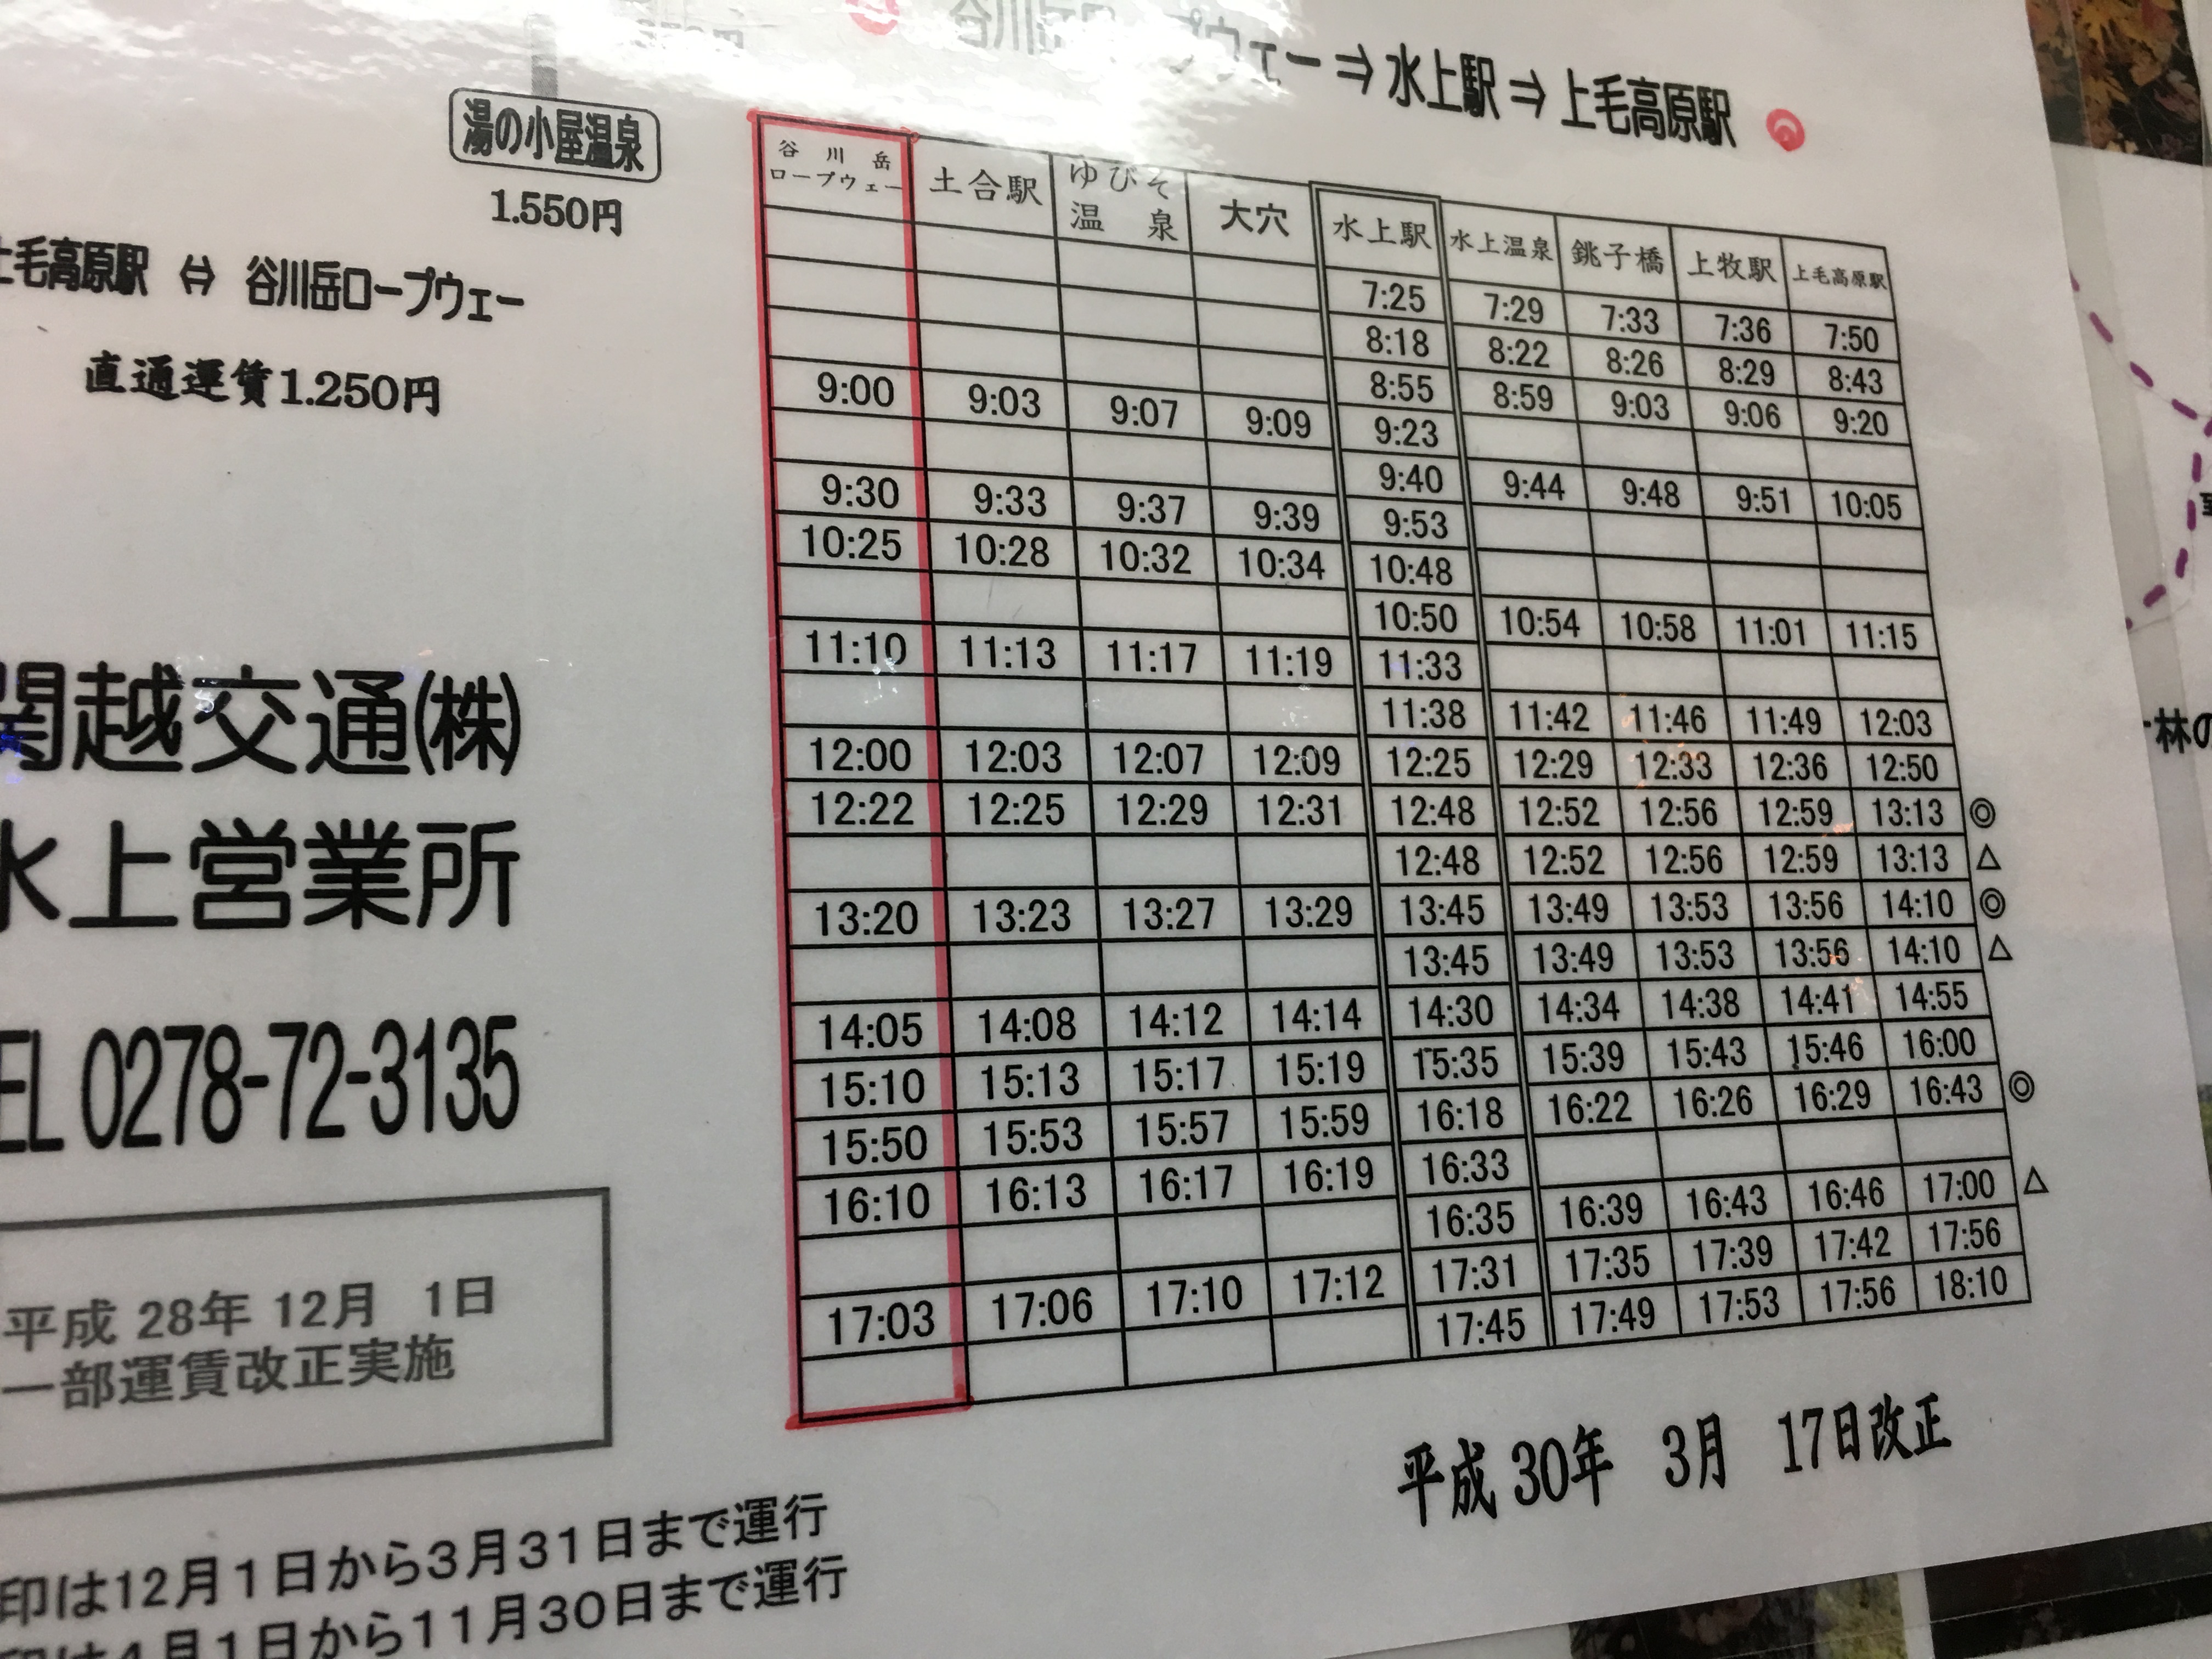 谷川岳ロープウェー⇒水上駅⇒上毛高原駅
湯の小屋温泉
1.550円
上毛高原駅 ⇔ 谷川岳ロープウェー
直通運賃1.250円
関越交通(株)
水上営業所
TEL 0278-72-3135
平成 28年 12月 1日
一部運賃改正実施
印は12月1日から3月31日まで運行
印は4月1日から11月30日まで運行
谷川岳ロープウェー 土合駅 ゆびそ温泉 大穴 水上駅 水上温泉 銚子橋 上牧駅 上毛高原駅
7:25 7:29 7:33 7:36 7:50
8:18 8:22 8:26 8:29 8:43
8:55 8:59 9:03 9:06 9:20
9:00 9:03 9:07 9:09 9:23
9:40 9:44 9:48 9:51 10:05
9:30 9:33 9:37 9:39 9:53
10:25 10:28 10:32 10:34 10:48
10:50 10:54 10:58 11:01 11:15
11:10 11:13 11:17 11:19 11:33
11:38 11:42 11:46 11:49 12:03
12:00 12:03 12:07 12:09 12:25 12:29 12:33 12:36 12:50
12:22 12:25 12:29 12:31 12:48 12:52 12:56 12:59 13:13 ◎
12:48 12:52 12:56 12:59 13:13 △
13:20 13:23 13:27 13:29 13:45 13:49 13:53 13:56 14:10 ◎
13:45 13:49 13:53 13:56 14:10 △
14:05 14:08 14:12 14:14 14:30 14:34 14:38 14:41 14:55
15:10 15:13 15:17 15:19 15:35 15:39 15:43 15:46 16:00
15:50 15:53 15:57 15:59 16:18 16:22 16:26 16:29 16:43 ◎
16:10 16:13 16:17 16:19 16:33
16:35 16:39 16:43 16:46 17:00 △
17:03 17:06 17:10 17:12 17:31 17:35 17:39 17:42 17:56
17:45 17:49 17:53 17:56 18:10
平成 30年 3月 17日改正
林の